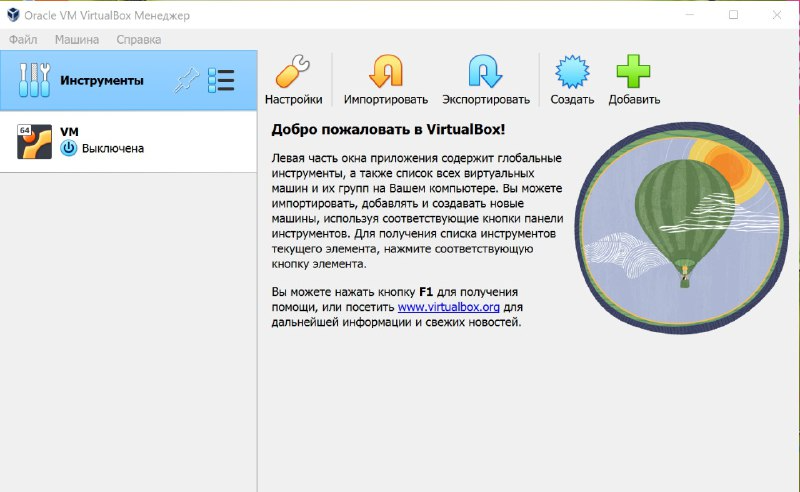 Oracle VM VirtualBox Менеджер
Файл Машина Справка
Инструменты
64
VM
Выключена
Настройки Импортировать Экспортировать Создать Добавить
Добро пожаловать в VirtualBox!
Левая часть окна приложения содержит глобальные
инструменты, а также список всех виртуальных
машин и их групп на Вашем компьютере. Вы можете
импортировать, добавлять и создавать новые
машины, используя соответствующие кнопки панели
инструментов. Для получения списка инструментов
текущего элемента, нажмите соответствующую
кнопку элемента.
Вы можете нажать кнопку F1 для получения
помощи, или посетить www.virtualbox.org для
дальнейшей информации и свежих новостей.